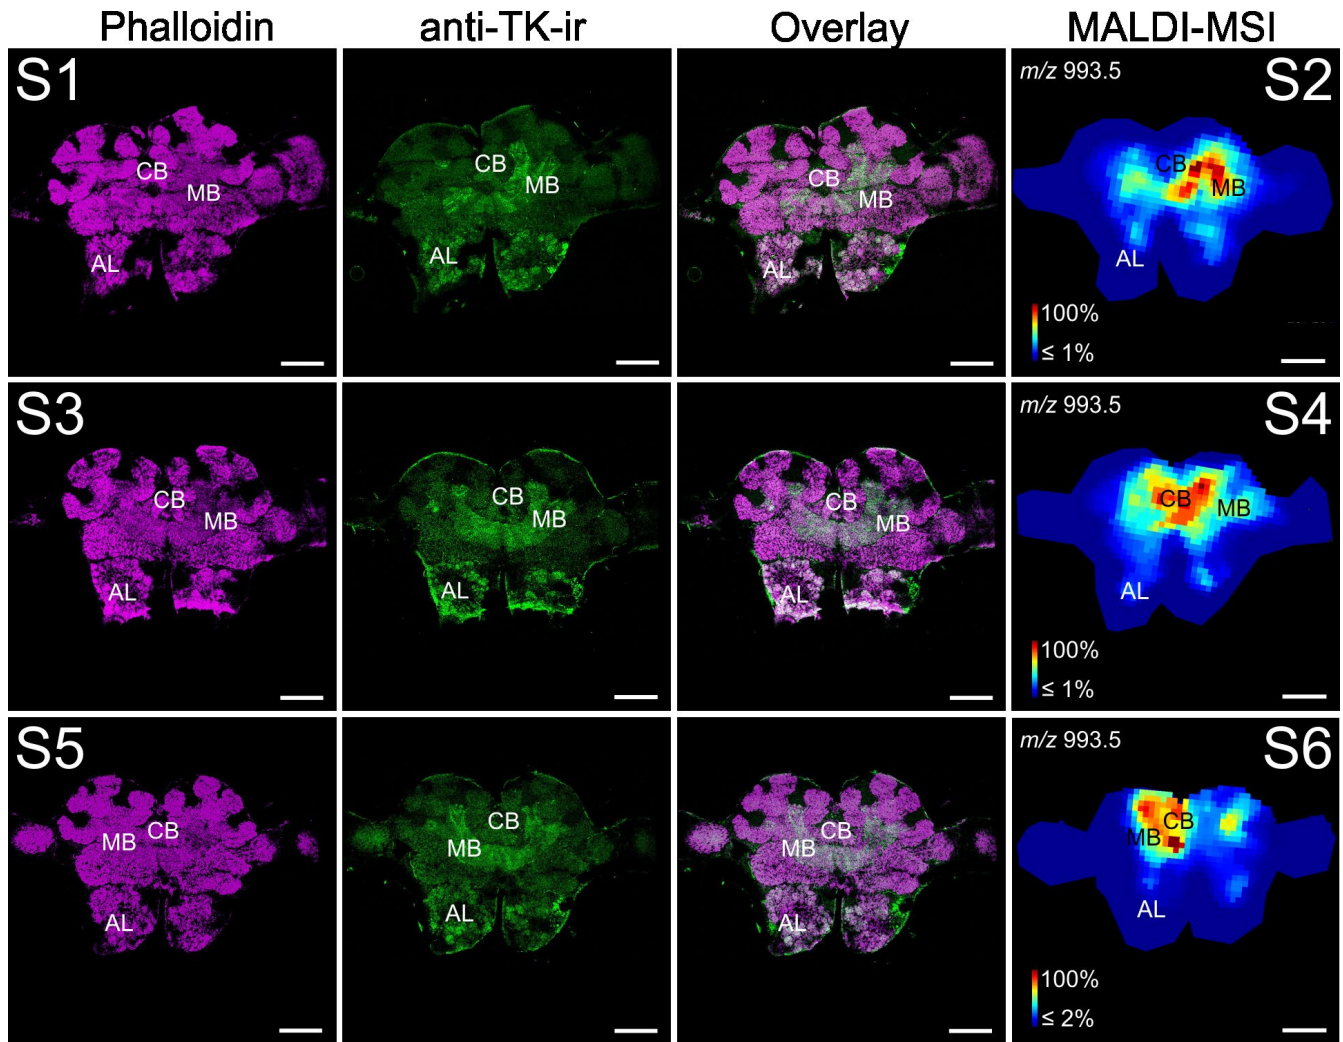 Phalloidin anti-TK-ir Overlay MALDI-MSI
S1 m/z 993.5 S2
CB CB CB CB
MB MB MB MB
AL AL AL AL
100%
≤ 1%
S3 m/z 993.5 S4
CB CB CB CB
MB MB MB MB
AL AL AL AL
100%
≤ 1%
S5 m/z 993.5 S6
CB CB CB CB
MB MB MB MB
AL AL AL AL
100%
≤ 2%